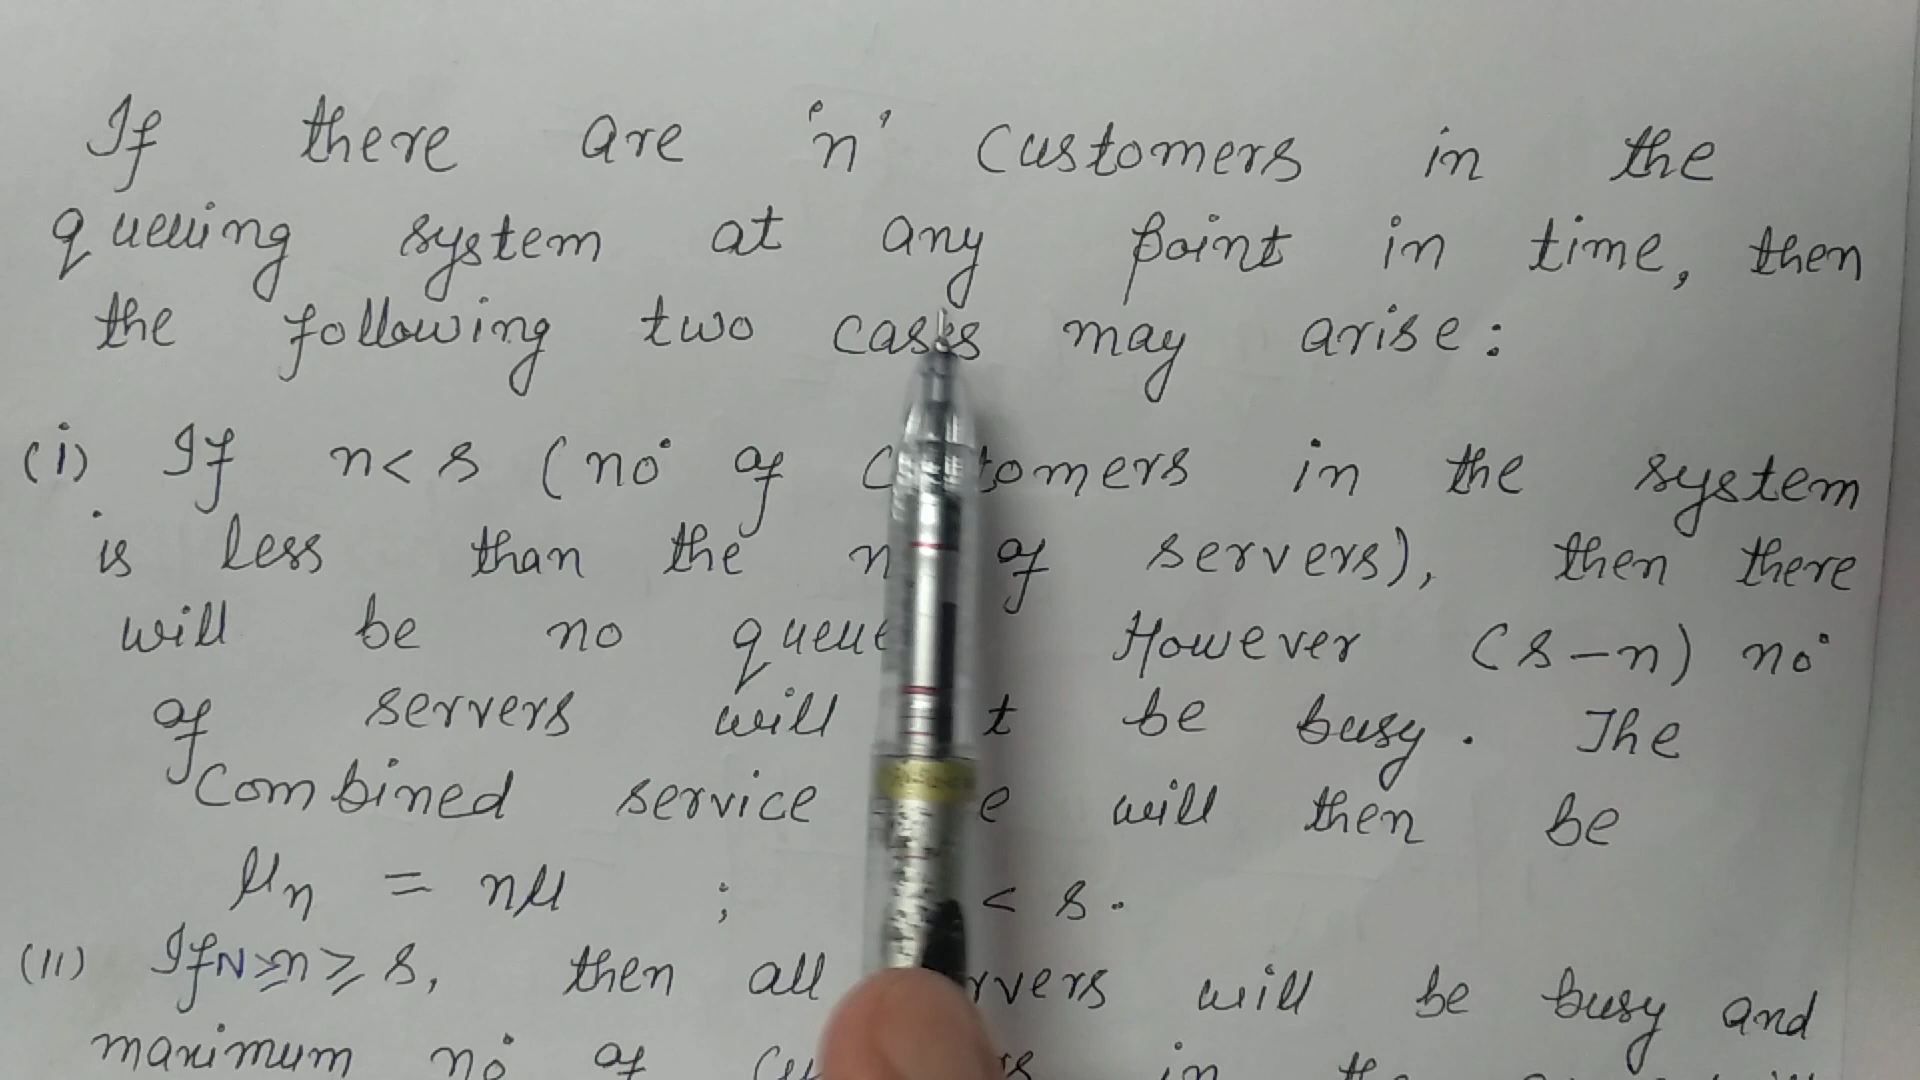 If there are 'n' customers in the
queuing system at any point in time, then
the following two cases may arise:
(i) If n < s (no of in the system
is less than the of servers), then there
will be no However (s-n) no
of servers will be busy. The
Combined service will then be
μn = nμ ; < s.
(ii) If N ≥ n ≥ s, then all will be busy and
maximum no of in